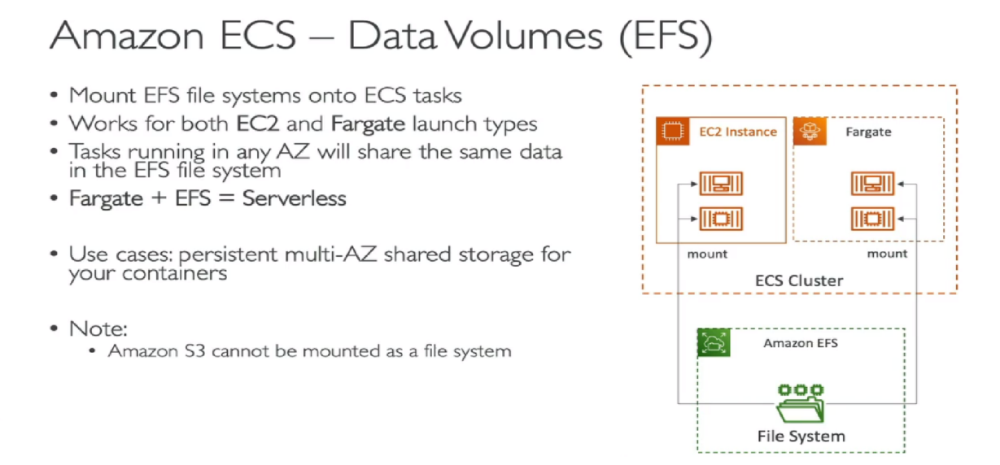 Amazon ECS – Data Volumes (EFS)
• Mount EFS file systems onto ECS tasks
• Works for both EC2 and Fargate launch types
• Tasks running in any AZ will share the same data
in the EFS file system
• Fargate + EFS = Serverless
• Use cases: persistent multi-AZ shared storage for
your containers
• Note:
• Amazon S3 cannot be mounted as a file system
EC2 Instance
Fargate
mount
mount
ECS Cluster
Amazon EFS
File System